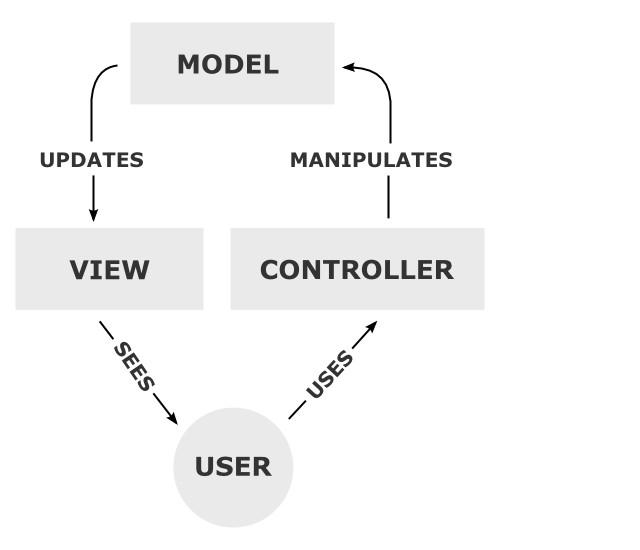 MODEL
UPDATES
MANIPULATES
VIEW
CONTROLLER
SEES
USES
USER